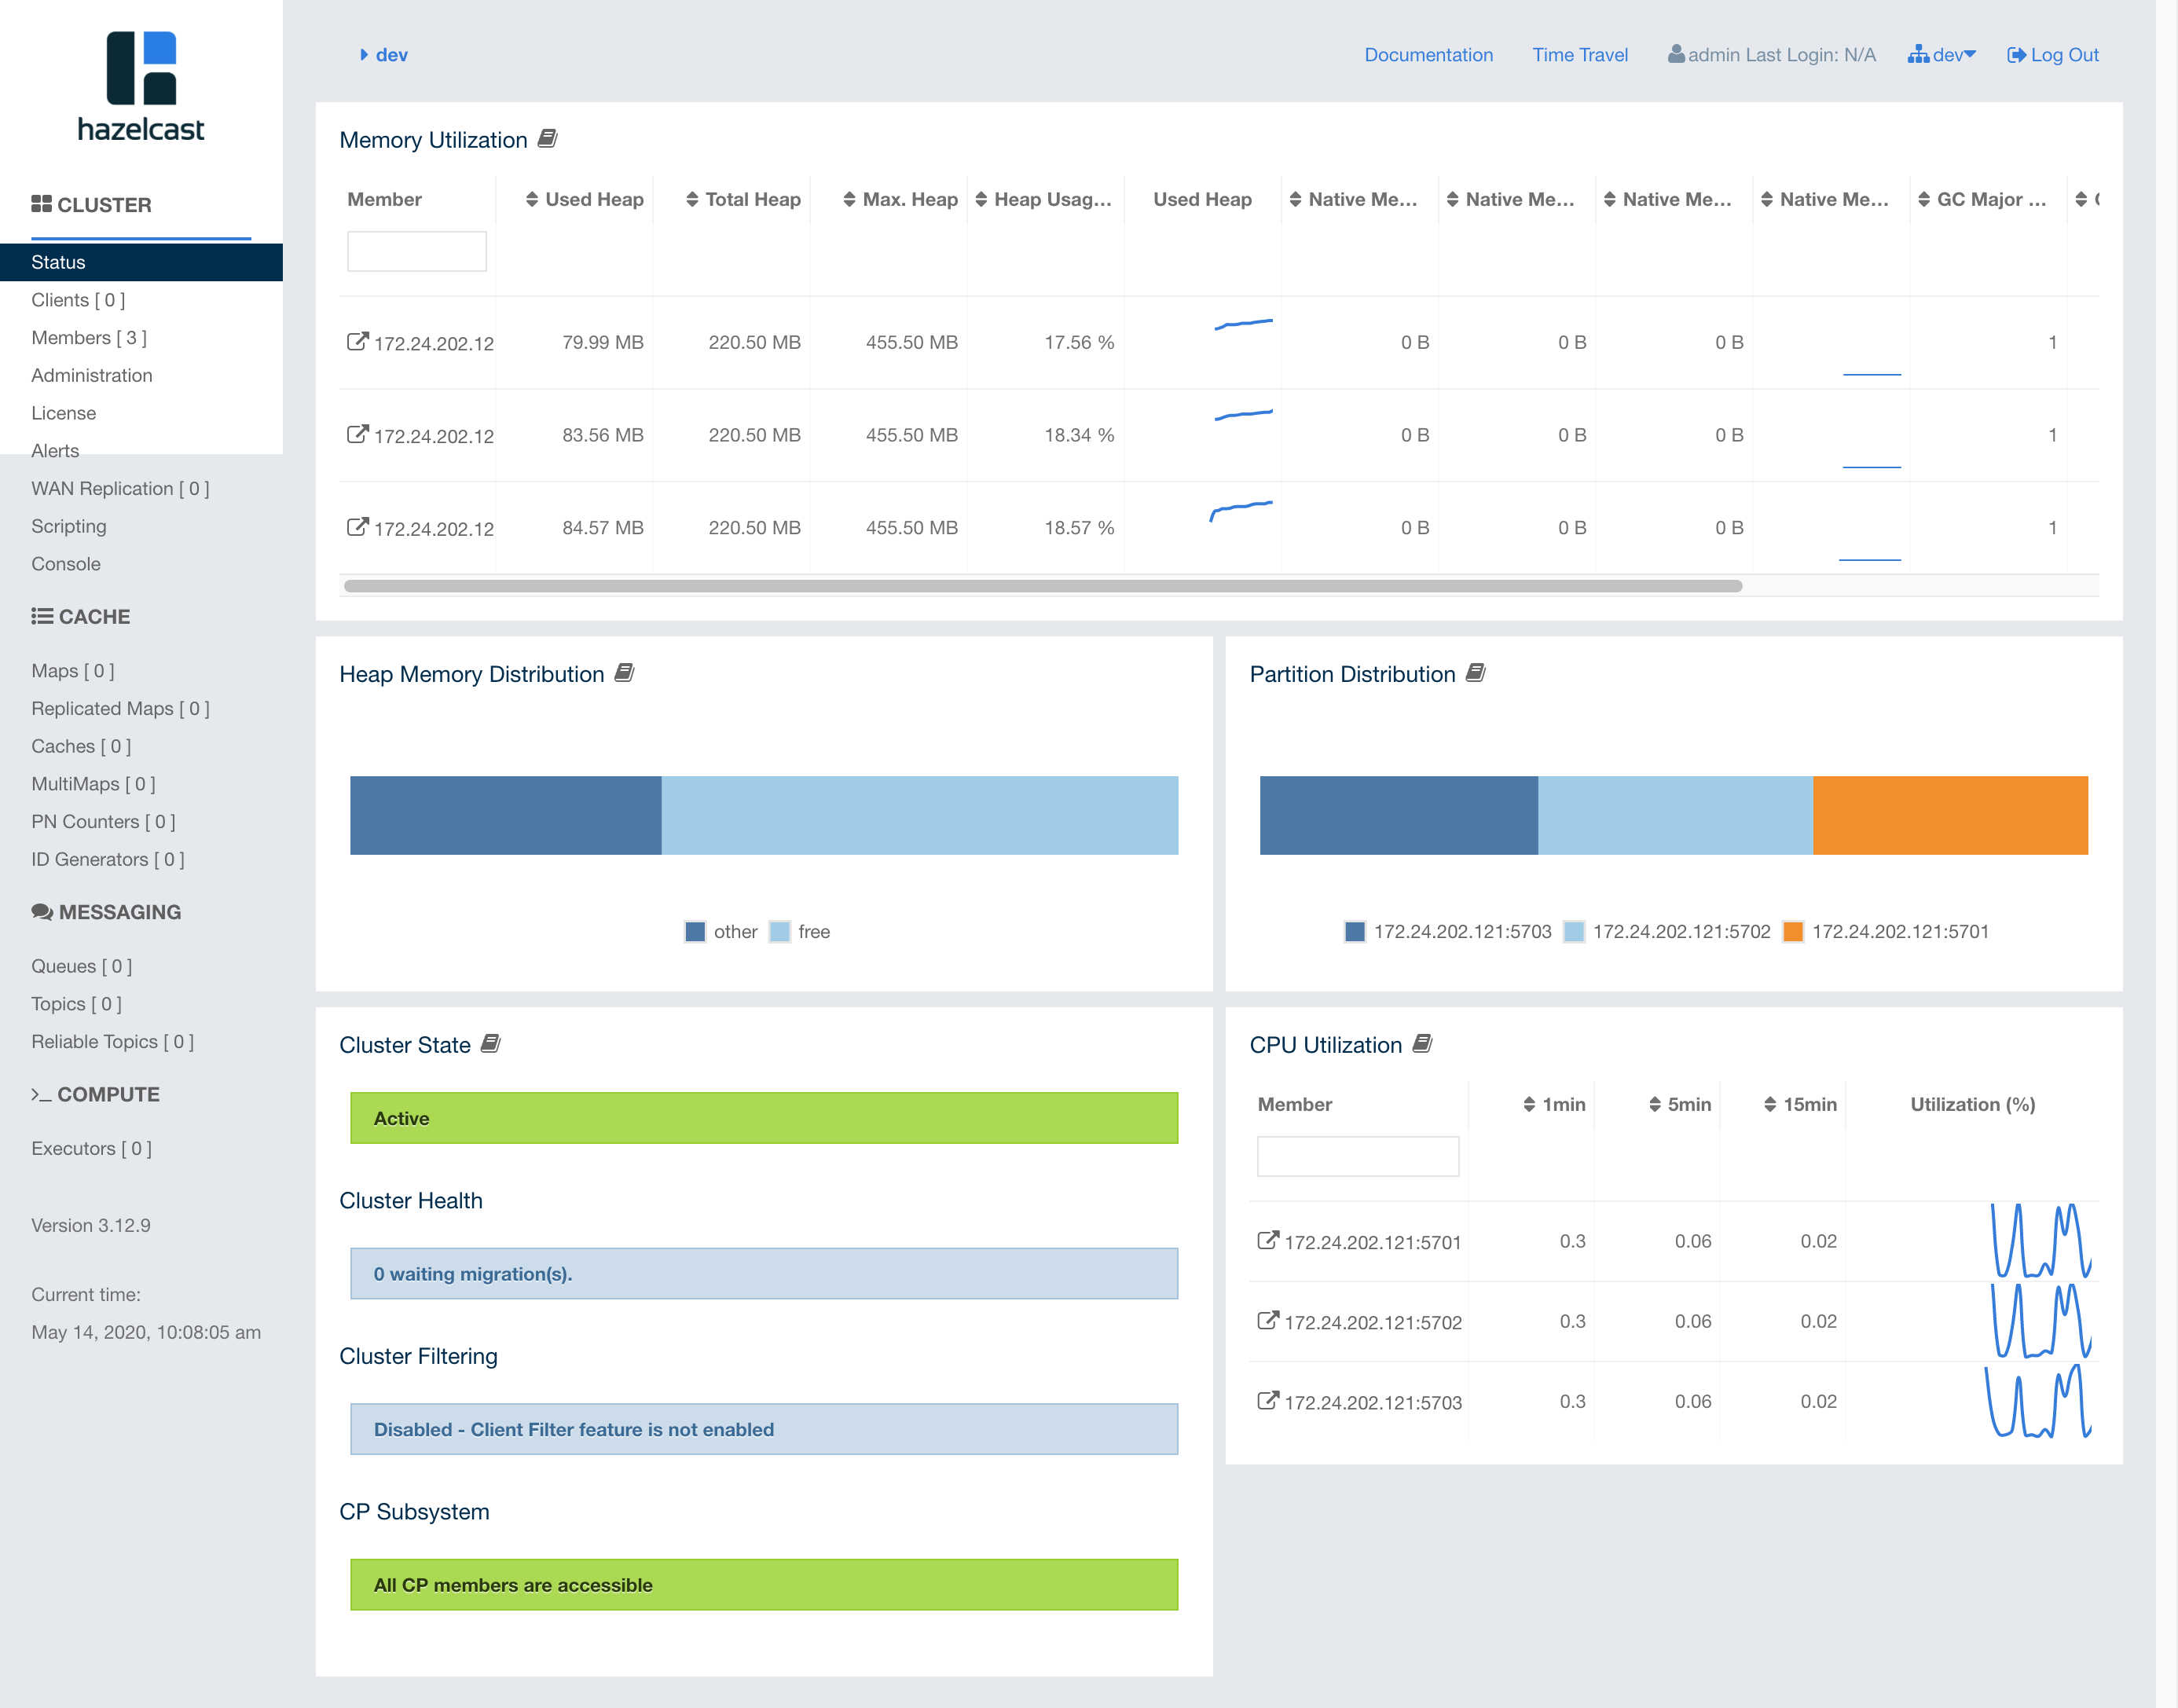 hazelcast
CLUSTER
Status
Clients [ 0 ]
Members [ 3 ]
Administration
License
Alerts
WAN Replication [ 0 ]
Scripting
Console
CACHE
Maps [ 0 ]
Replicated Maps [ 0 ]
Caches [ 0 ]
MultiMaps [ 0 ]
PN Counters [ 0 ]
ID Generators [ 0 ]
MESSAGING
Queues [ 0 ]
Topics [ 0 ]
Reliable Topics [ 0 ]
COMPUTE
Executors [ 0 ]
Version 3.12.9
Current time:
May 14, 2020, 10:08:05 am
dev Documentation Time Travel admin Last Login: N/A dev Log Out
Memory Utilization
Member Used Heap Total Heap Max. Heap Heap Usag... Used Heap Native Me... Native Me... Native Me... Native Me... GC Major ...
172.24.202.12 79.99 MB 220.50 MB 455.50 MB 17.56 % 0 B 0 B 0 B 1
172.24.202.12 83.56 MB 220.50 MB 455.50 MB 18.34 % 0 B 0 B 0 B 1
172.24.202.12 84.57 MB 220.50 MB 455.50 MB 18.57 % 0 B 0 B 0 B 1
Heap Memory Distribution
other free
Partition Distribution
172.24.202.121:5703 172.24.202.121:5702 172.24.202.121:5701
Cluster State
Active
Cluster Health
0 waiting migration(s).
Cluster Filtering
Disabled - Client Filter feature is not enabled
CP Subsystem
All CP members are accessible
CPU Utilization
Member 1min 5min 15min Utilization (%)
172.24.202.121:5701 0.3 0.06 0.02
172.24.202.121:5702 0.3 0.06 0.02
172.24.202.121:5703 0.3 0.06 0.02